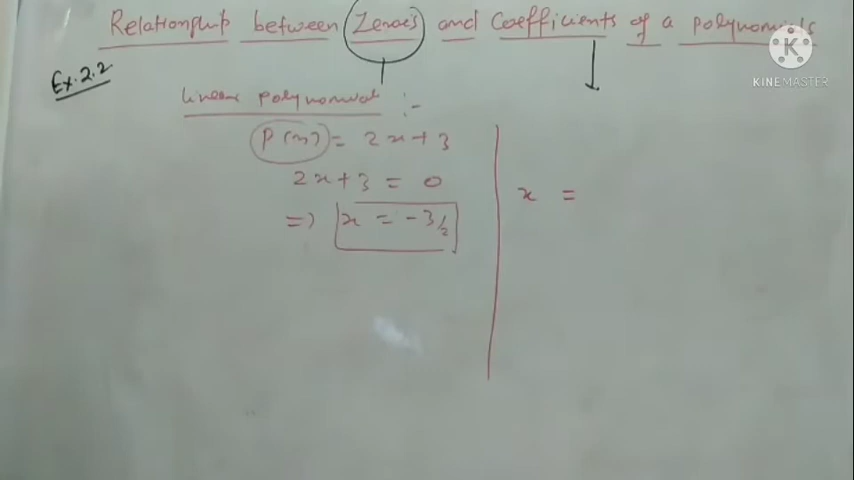 Relationship between Zeroes and Coefficients of a polynomials
K
KINEMASTER
Ex.2.2
linear polynomial :-
P(x) = 2x+3
2x+3 = 0
x =
=> x = -3/2